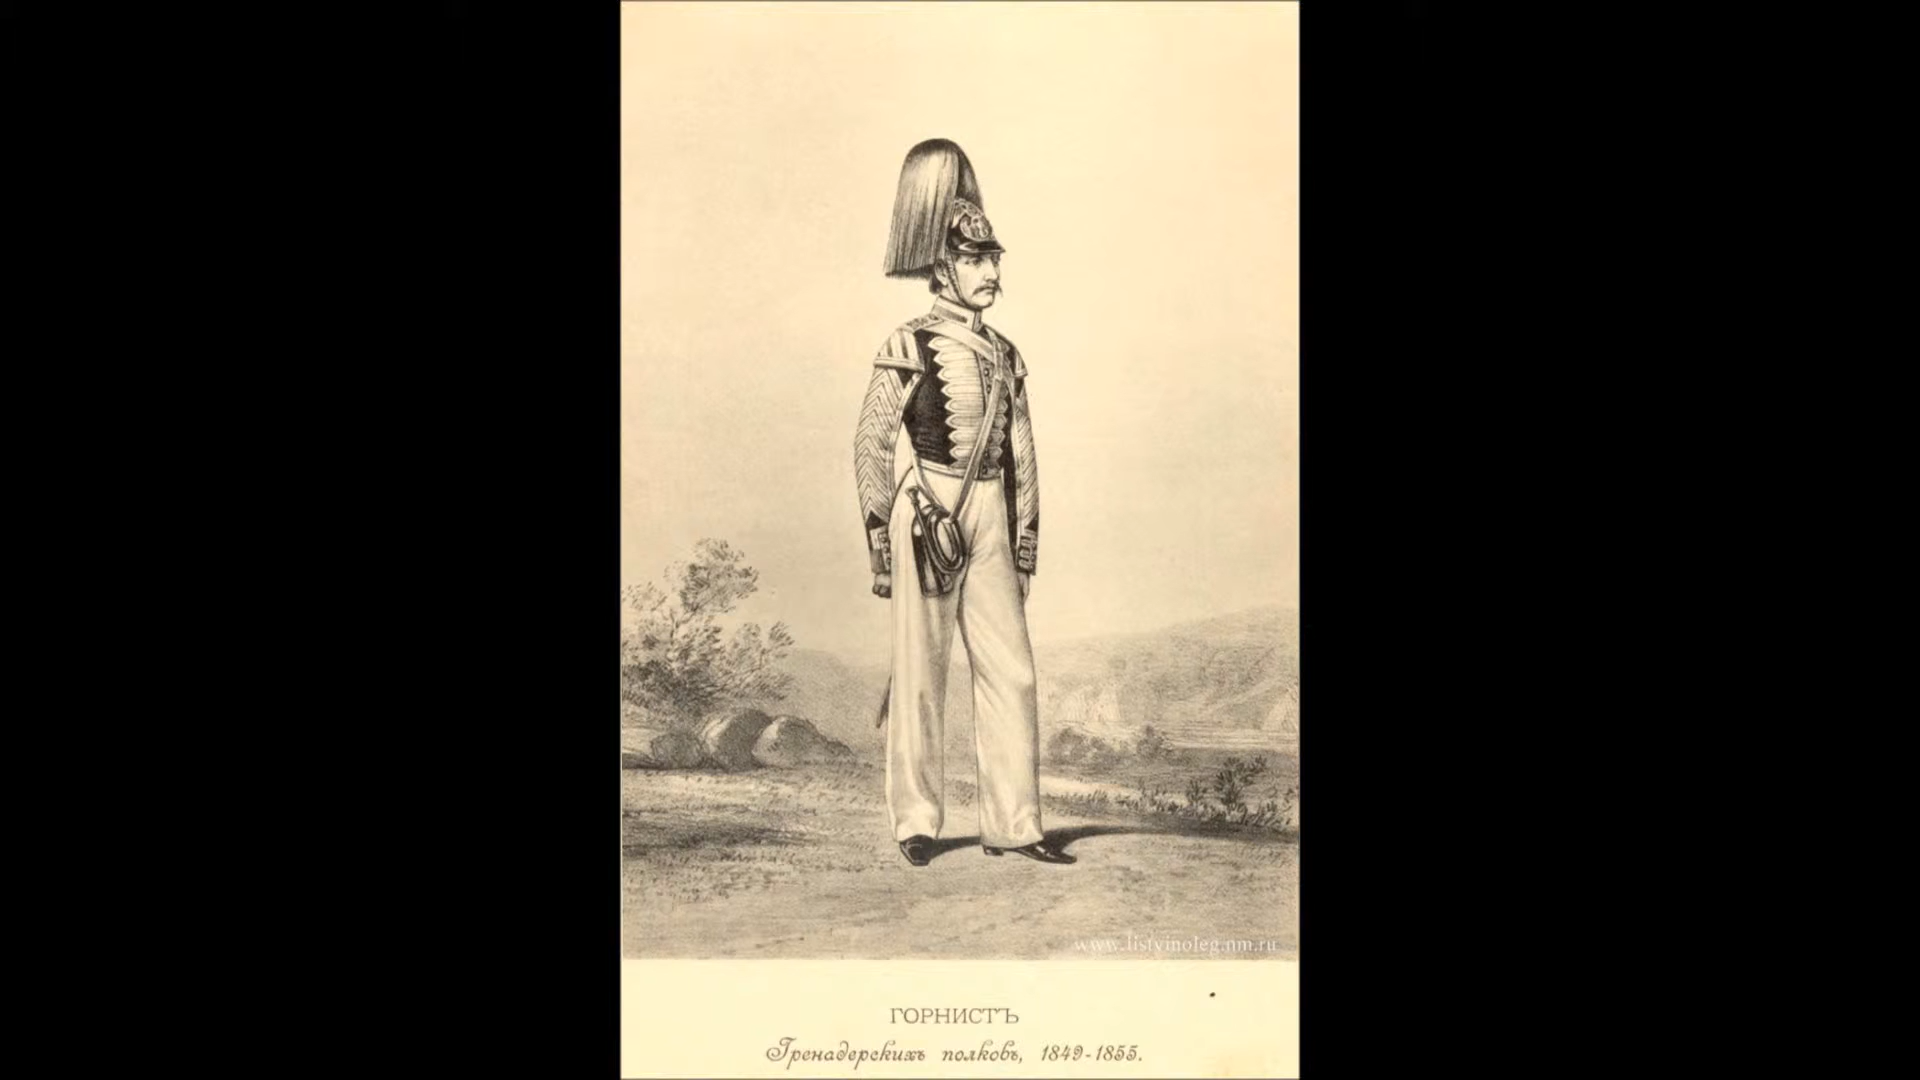 www.listvinoleg.nm.ru
ГОРНИСТЪ
Гренадерскихъ полковъ, 1849-1855.